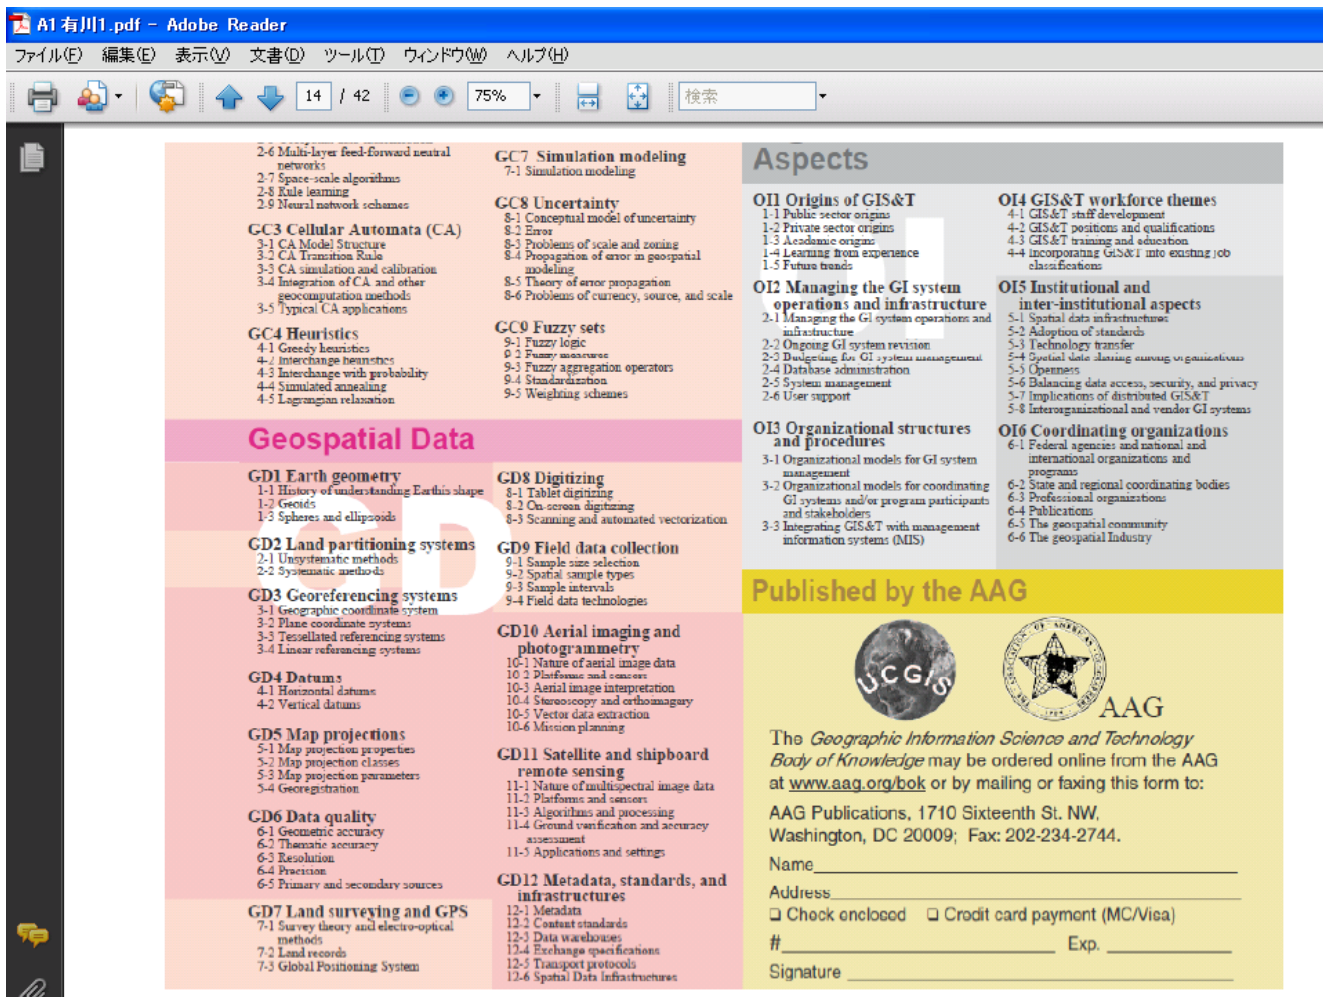 A1有川1.pdf - Adobe Reader
ファイル(F) 編集(E) 表示(V) 文書(D) ツール(T) ウィンドウ(W) ヘルプ(H)
14 / 42 75% 検索
2-6 Multi-layer feed-forward neutral
networks
2-7 Space-scale algorithms
2-8 Rule learning
2-9 Neural network schemes
GC3 Cellular Automata (CA)
3-1 CA Model Structure
3-2 CA Transition Rule
3-3 CA simulation and calibration
3-4 Integration of CA and other
geocomputation methods
3-5 Typical CA applications
GC4 Heuristics
4-1 Greedy heuristics
4-2 Interchange heuristics
4-3 Interchange with probability
4-4 Simulated annealing
4-5 Lagrangian relaxation
GC7 Simulation modeling
7-1 Simulation modeling
GC8 Uncertainty
8-1 Conceptual model of uncertainty
8-2 Error
8-3 Problems of scale and zoning
8-4 Propagation of error in geospatial
modeling
8-5 Theory of error propagation
8-6 Problems of currency, source, and scale
GC9 Fuzzy sets
9-1 Fuzzy logic
9-2 Fuzzy measures
9-3 Fuzzy aggregation operators
9-4 Standardization
9-5 Weighting schemes
Geospatial Data
GD
GD1 Earth geometry
1-1 History of understanding Earthis shape
1-2 Geoids
1-3 Spheres and ellipsoids
GD2 Land partitioning systems
2-1 Unsystematic methods
2-2 Systematic methods
GD3 Georeferencing systems
3-1 Geographic coordinate system
3-2 Plane coordinate systems
3-3 Tessellated referencing systems
3-4 Linear referencing systems
GD4 Datums
4-1 Horizontal datums
4-2 Vertical datums
GD5 Map projections
5-1 Map projection properties
5-2 Map projection classes
5-3 Map projection parameters
5-4 Georegistration
GD6 Data quality
6-1 Geometric accuracy
6-2 Thematic accuracy
6-3 Resolution
6-4 Precision
6-5 Primary and secondary sources
GD7 Land surveying and GPS
7-1 Survey theory and electro-optical
methods
7-2 Land records
7-3 Global Positioning System
GD8 Digitizing
8-1 Tablet digitizing
8-2 On-screen digitizing
8-3 Scanning and automated vectorization
GD9 Field data collection
9-1 Sample size selection
9-2 Spatial sample types
9-3 Sample intervals
9-4 Field data technologies
GD10 Aerial imaging and
photogrammetry
10-1 Nature of aerial image data
10-2 Platforms and sensors
10-3 Aerial image interpretation
10-4 Stereoscopy and orthoimagery
10-5 Vector data extraction
10-6 Mission planning
GD11 Satellite and shipboard
remote sensing
11-1 Nature of multispectral image data
11-2 Platforms and sensors
11-3 Algorithms and processing
11-4 Ground verification and accuracy
assessment
11-5 Applications and settings
GD12 Metadata, standards, and
infrastructures
12-1 Metadata
12-2 Content standards
12-3 Data warehouses
12-4 Exchange specifications
12-5 Transport protocols
12-6 Spatial Data Infrastructures
Aspects
OI
OI1 Origins of GIS&T
1-1 Public sector origins
1-2 Private sector origins
1-3 Academic origins
1-4 Learning from experience
1-5 Future trends
OI2 Managing the GI system
operations and infrastructure
2-1 Managing the GI system operations and
infrastructure
2-2 Ongoing GI system revision
2-3 Budgeting for GI system management
2-4 Database administration
2-5 System management
2-6 User support
OI3 Organizational structures
and procedures
3-1 Organizational models for GI system
management
3-2 Organizational models for coordinating
GI systems and/or program participants
and stakeholders
3-3 Integrating GIS&T with management
information systems (MIS)
OI4 GIS&T workforce themes
4-1 GIS&T staff development
4-2 GIS&T positions and qualifications
4-3 GIS&T training and education
4-4 Incorporating GIS&T into existing job
classifications
OI5 Institutional and
inter-institutional aspects
5-1 Spatial data infrastructures
5-2 Adoption of standards
5-3 Technology transfer
5-4 Spatial data sharing among organizations
5-5 Openness
5-6 Balancing data access, security, and privacy
5-7 Implications of distributed GIS&T
5-8 Interorganizational and vendor GI systems
OI6 Coordinating organizations
6-1 Federal agencies and national and
international organizations and
programs
6-2 State and regional coordinating bodies
6-3 Professional organizations
6-4 Publications
6-5 The geospatial community
6-6 The geospatial Industry
Published by the AAG
UCGIS
AAG
The Geographic Information Science and Technology
Body of Knowledge may be ordered online from the AAG
at www.aag.org/bok or by mailing or faxing this form to:
AAG Publications, 1710 Sixteenth St. NW,
Washington, DC 20009; Fax: 202-234-2744.
Name
Address
❏ Check enclosed ❏ Credit card payment (MC/Visa)
# Exp.
Signature